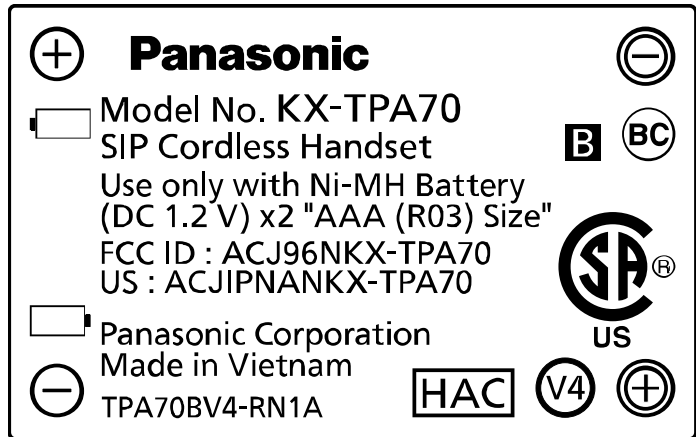 Panasonic
Model No. KX-TPA70
SIP Cordless Handset
B
BC
Use only with Ni-MH Battery
(DC 1.2 V) x2 "AAA (R03) Size"
FCC ID : ACJ96NKX-TPA70
US : ACJIPNANKX-TPA70
SA ®
US
Panasonic Corporation
Made in Vietnam
TPA70BV4-RN1A
HAC
V4